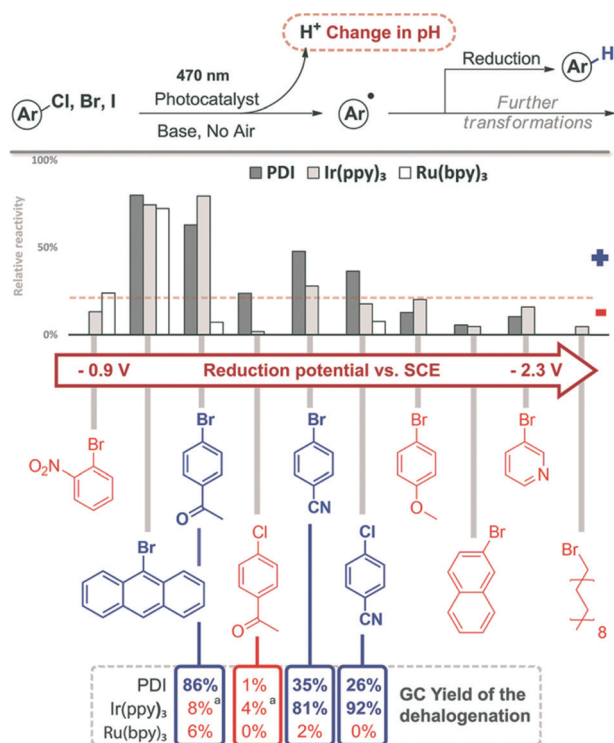 H⁺ Change in pH
470 nm
Photocatalyst
Base, No Air
Ar
Cl, Br, I
Ar•
Reduction
Ar
H
Further
transformations
100%
50%
0%
Relative reactivity
PDI Ir(ppy)₃ Ru(bpy)₃
+
-
- 0.9 V Reduction potential vs. SCE - 2.3 V
Br
O₂N
Br
O
Br
CN
Br
O
Br
N
Br
Cl
O
Cl
CN
Br
Br
8
PDI 86% 1% 35% 26%
Ir(ppy)₃ 8%ᵃ 4%ᵃ 81% 92%
Ru(bpy)₃ 6% 0% 2% 0%
GC Yield of the
dehalogenation